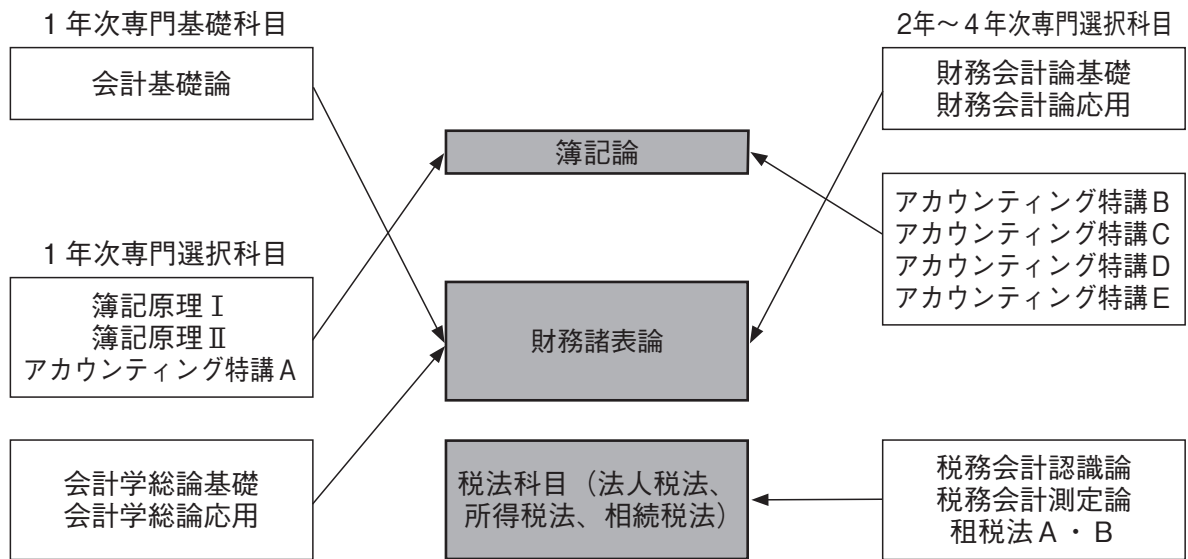 1年次専門基礎科目
会計基礎論
1年次専門選択科目
簿記原理Ⅰ
簿記原理Ⅱ
アカウンティング特講A
会計学総論基礎
会計学総論応用
簿記論
財務諸表論
税法科目（法人税法、
所得税法、相続税法）
2年〜4年次専門選択科目
財務会計論基礎
財務会計論応用
アカウンティング特講B
アカウンティング特講C
アカウンティング特講D
アカウンティング特講E
税務会計認識論
税務会計測定論
租税法A・B